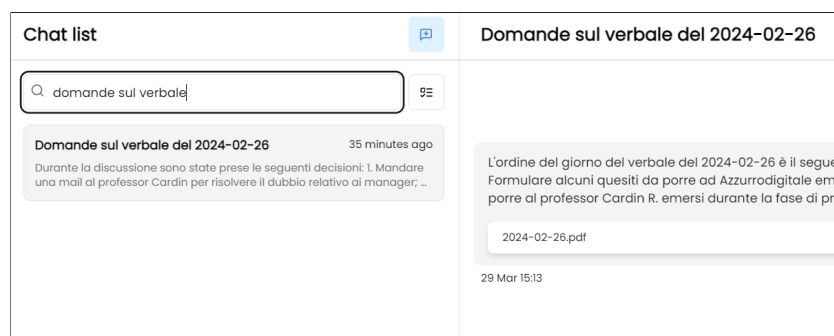 Chat list
domande sul verbale
Domande sul verbale del 2024-02-26
35 minutes ago
Durante la discussione sono state prese le seguenti decisioni: 1. Mandare
una mail al professor Cardin per risolvere il dubbio relativo ai manager; …
Domande sul verbale del 2024-02-26
L'ordine del giorno del verbale del 2024-02-26 è il
Formulare alcuni quesiti da porre ad Azzurrodigitale
porre al professor Cardin R. emersi durante la fase di
2024-02-26.pdf
29 Mar 15:13